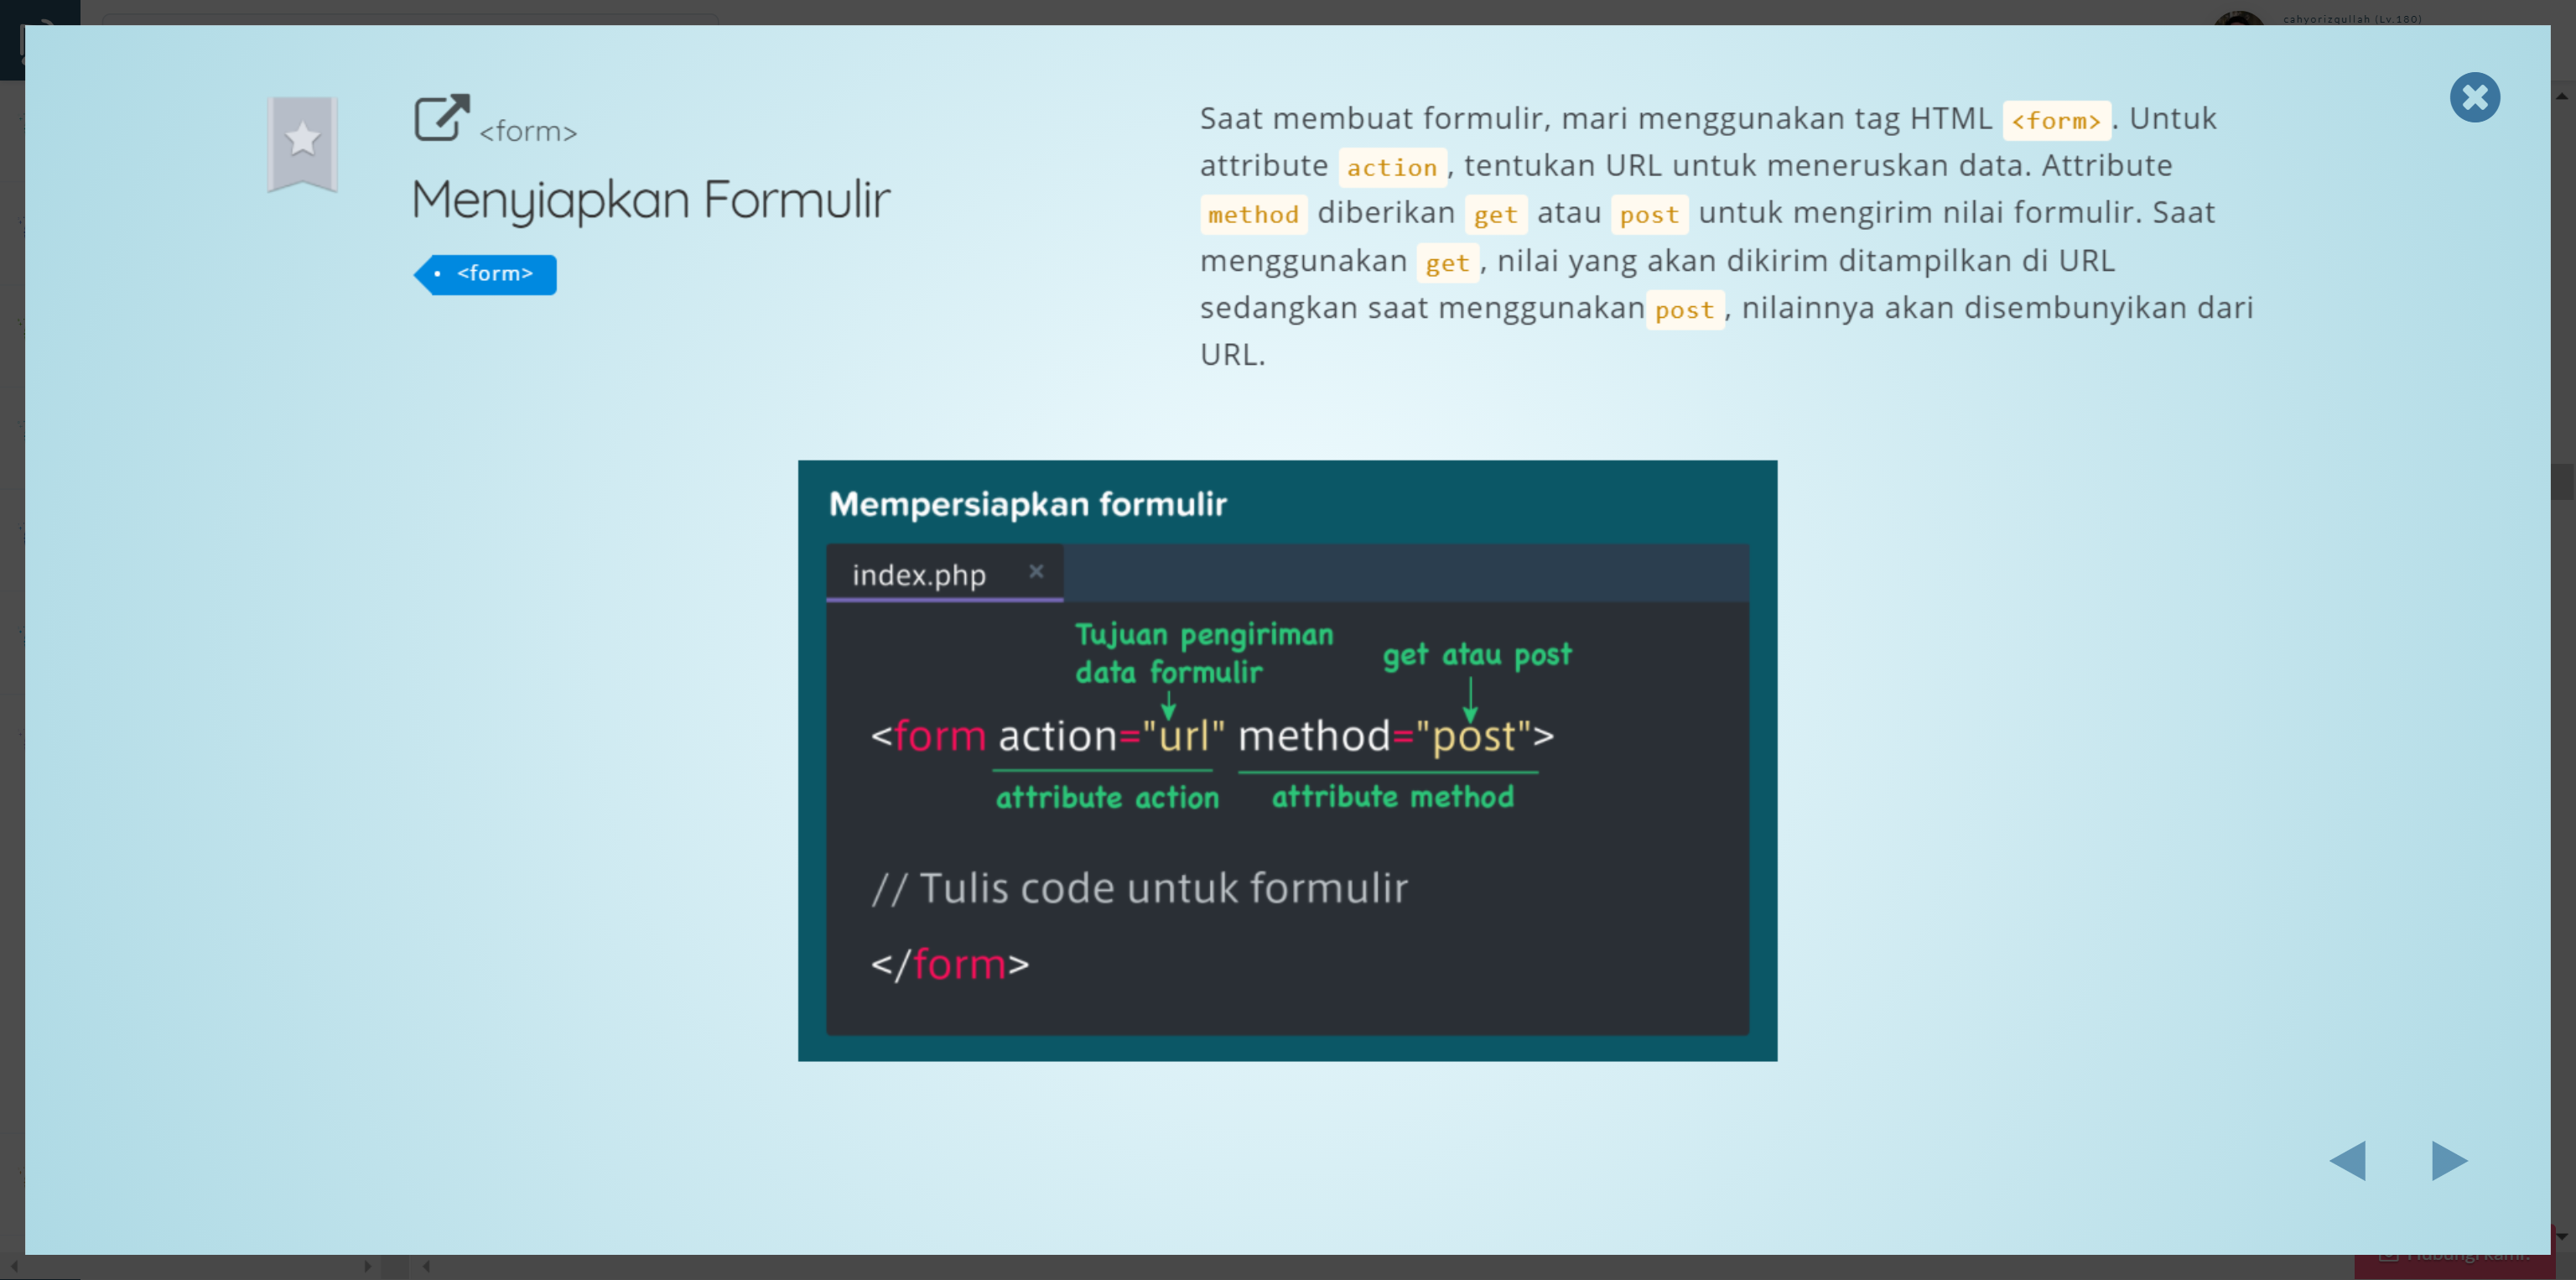 cahyorizqullah (Lv.180)
<form>
Menyiapkan Formulir
• <form>
Saat membuat formulir, mari menggunakan tag HTML <form>. Untuk
attribute action, tentukan URL untuk meneruskan data. Attribute
method diberikan get atau post untuk mengirim nilai formulir. Saat
menggunakan get, nilai yang akan dikirim ditampilkan di URL
sedangkan saat menggunakan post, nilainnya akan disembunyikan dari
URL.
Mempersiapkan formulir
index.php ×
Tujuan pengiriman
data formulir
get atau post
<form action="url" method="post">
attribute action attribute method
// Tulis code untuk formulir
</form>
Hubungi kami.